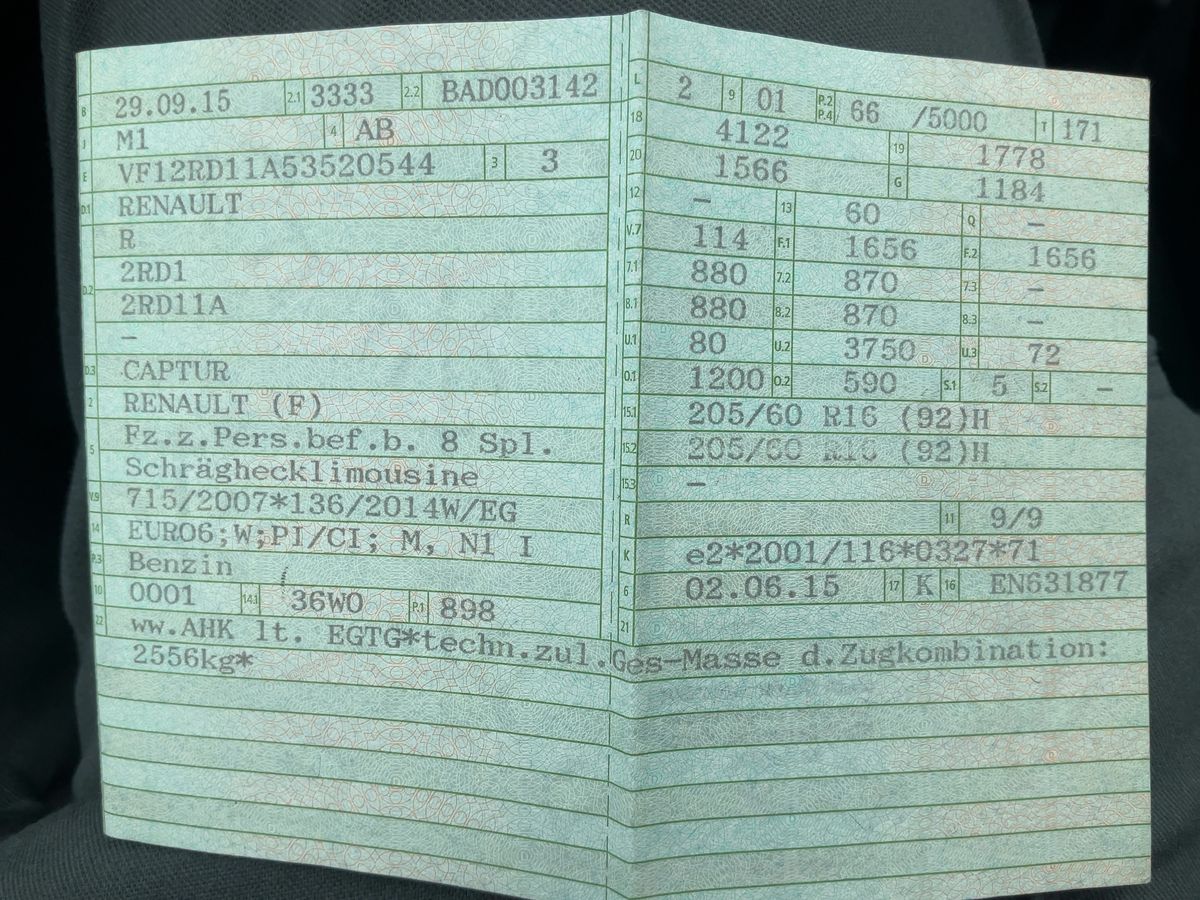 B 29.09.15 2.1 3333 2.2 BAD003142
J M1 4 AB
E VF12RD11A53520544 3 3
D.1 RENAULT
R
D.2 2RD1
2RD11A
–
D.3 CAPTUR
2 RENAULT (F)
5 Fz.z.Pers.bef.b. 8 Spl.
Schräghecklimousine
V.9 715/2007*136/2014W/EG
14 EURO6;W;PI/CI; M, N1 I
P.3 Benzin
10 0001 14.1 36W0 P.1 898
L 2 9 01 P.2 P.4 66 /5000 T 171
18 4122 19 1778
20 1566 G 1184
12 – 13 60 Q –
V.7 114 F.1 1656 F.2 1656
7.1 880 7.2 870 7.3 –
8.1 880 8.2 870 8.3 –
U.1 80 U.2 3750 U.3 72
O.1 1200 O.2 590 S.1 5 S.2 –
15.1 205/60 R16 (92)H
15.2 205/60 R16 (92)H
15.3 –
R 11 9/9
K e2*2001/116*0327*71
6 02.06.15 17 K 16 EN631877
21
22 ww.AHK lt. EGTG*techn.zul.Ges-Masse d.Zugkombination:
2556kg*